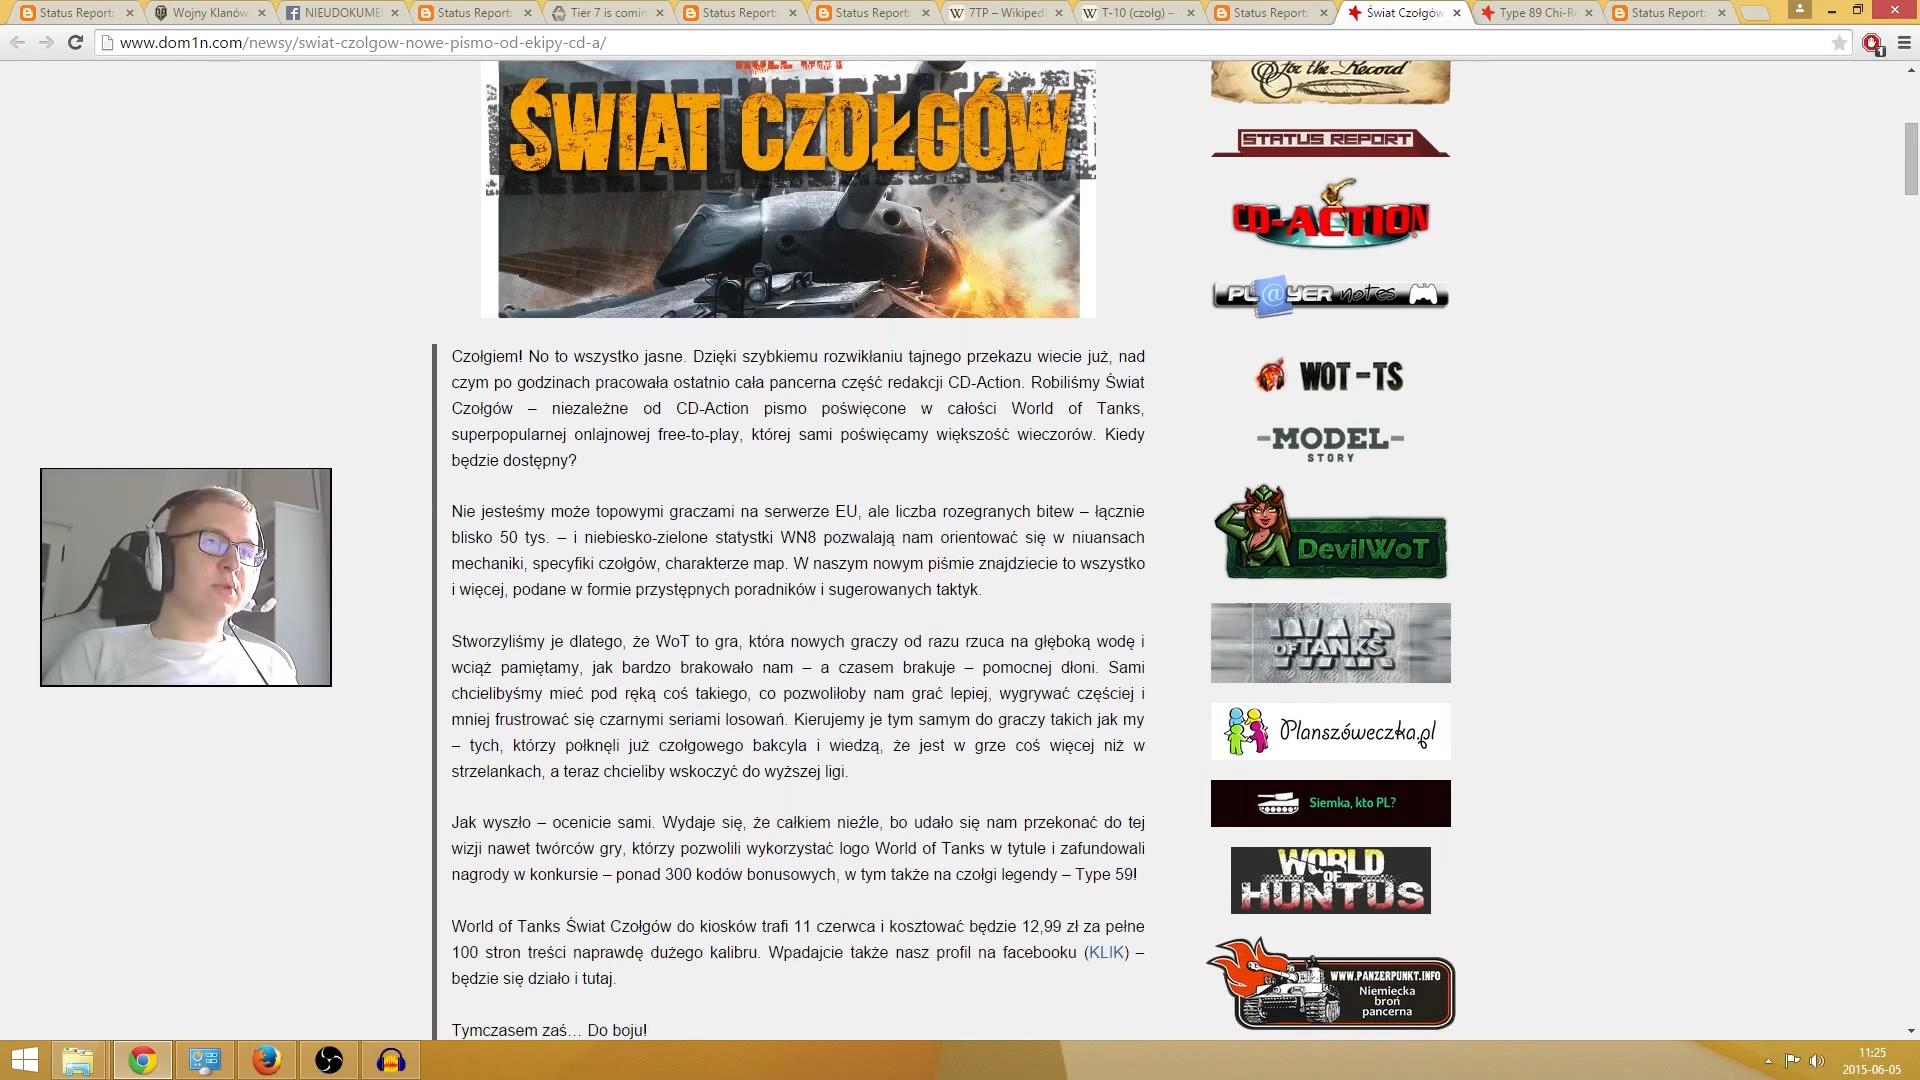 Status Report:
Wojny Klanów
NIEUDOKUME
Status Report:
Tier 7 is comin
Status Report:
Status Report:
7TP – Wikiped
T-10 (czołg) –
Status Report:
Świat Czołgów
Type 89 Chi-R
Status Report:
www.dom1n.com/newsy/swiat-czolgow-nowe-pismo-od-ekipy-cd-a/
1
ŚWIAT CZOŁGÓW
Czołgiem! No to wszystko jasne. Dzięki szybkiemu rozwikłaniu tajnego przekazu wiecie już, nad
czym po godzinach pracowała ostatnio cała pancerna część redakcji CD-Action. Robiliśmy Świat
Czołgów – niezależne od CD-Action pismo poświęcone w całości World of Tanks,
superpopularnej onlajnowej free-to-play, której sami poświęcamy większość wieczorów. Kiedy
będzie dostępny?
Nie jesteśmy może topowymi graczami na serwerze EU, ale liczba rozegranych bitew – łącznie
blisko 50 tys. – i niebiesko-zielone statystki WN8 pozwalają nam orientować się w niuansach
mechaniki, specyfiki czołgów, charakterze map. W naszym nowym piśmie znajdziecie to wszystko
i więcej, podane w formie przystępnych poradników i sugerowanych taktyk.
Stworzyliśmy je dlatego, że WoT to gra, która nowych graczy od razu rzuca na głęboką wodę i
wciąż pamiętamy, jak bardzo brakowało nam – a czasem brakuje – pomocnej dłoni. Sami
chcielibyśmy mieć pod ręką coś takiego, co pozwoliłoby nam grać lepiej, wygrywać częściej i
mniej frustrować się czarnymi seriami losowań. Kierujemy je tym samym do graczy takich jak my
– tych, którzy połknęli już czołgowego bakcyla i wiedzą, że jest w grze coś więcej niż w
strzelankach, a teraz chcieliby wskoczyć do wyższej ligi.
Jak wyszło – ocenicie sami. Wydaje się, że całkiem nieźle, bo udało się nam przekonać do tej
wizji nawet twórców gry, którzy pozwolili wykorzystać logo World of Tanks w tytule i zafundowali
nagrody w konkursie – ponad 300 kodów bonusowych, w tym także na czołgi legendy – Type 59!
World of Tanks Świat Czołgów do kiosków trafi 11 czerwca i kosztować będzie 12,99 zł za pełne
100 stron treści naprawdę dużego kalibru. Wpadajcie także nasz profil na facebooku (KLIK) –
będzie się działo i tutaj.
Tymczasem zaś… Do boju!
For the Record
STATUS REPORT
CD-ACTION
PL@YER notes
WOT-TS
-MODEL-
STORY
DevilWoT
WAR
OF TANKS
Planszóweczka.pl
Siemka, kto PL?
WORLD
OF
HUNTUS
WWW.PANZERPUNKT.INFO
Niemiecka
broń
pancerna
11:25
2015-06-05